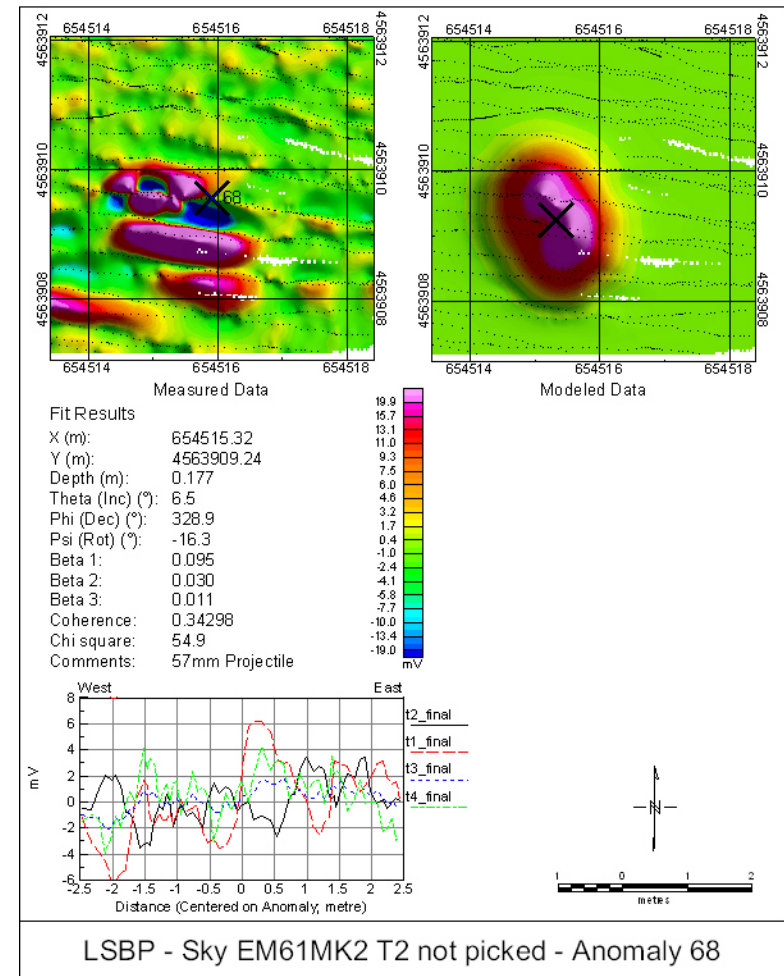 654514 654516 654518
654514 654516 654518
4563912 4563912
4563912 4563912
4563910 4563910
4563910 4563910
68
4563908 4563908
4563908 4563908
654514 654516 654518
654514 654516 654518
Measured Data
Modeled Data
Fit Results
X (m): 654515.32
Y (m): 4563909.24
Depth (m): 0.177
Theta (Inc) (°): 6.5
Phi (Dec) (°): 328.9
Psi (Rot) (°): -16.3
Beta 1: 0.095
Beta 2: 0.030
Beta 3: 0.011
Coherence: 0.34298
Chi square: 54.9
Comments: 57mm Projectile
19.9
15.7
13.1
11.0
9.3
7.5
6.0
4.6
3.2
1.7
0.4
-1.0
-2.4
-4.1
-5.8
-7.7
-10.0
-13.4
-19.0
mV
West East
8
6
4
2
0
-2
-4
-6
mV
-2.5 -2 -1.5 -1 -0.5 0 0.5 1 1.5 2 2.5
Distance (Centered on Anomaly, metre)
t2_final
t1_final
t3_final
t4_final
N
1 0 1 2
metres
LSBP - Sky EM61MK2 T2 not picked - Anomaly 68